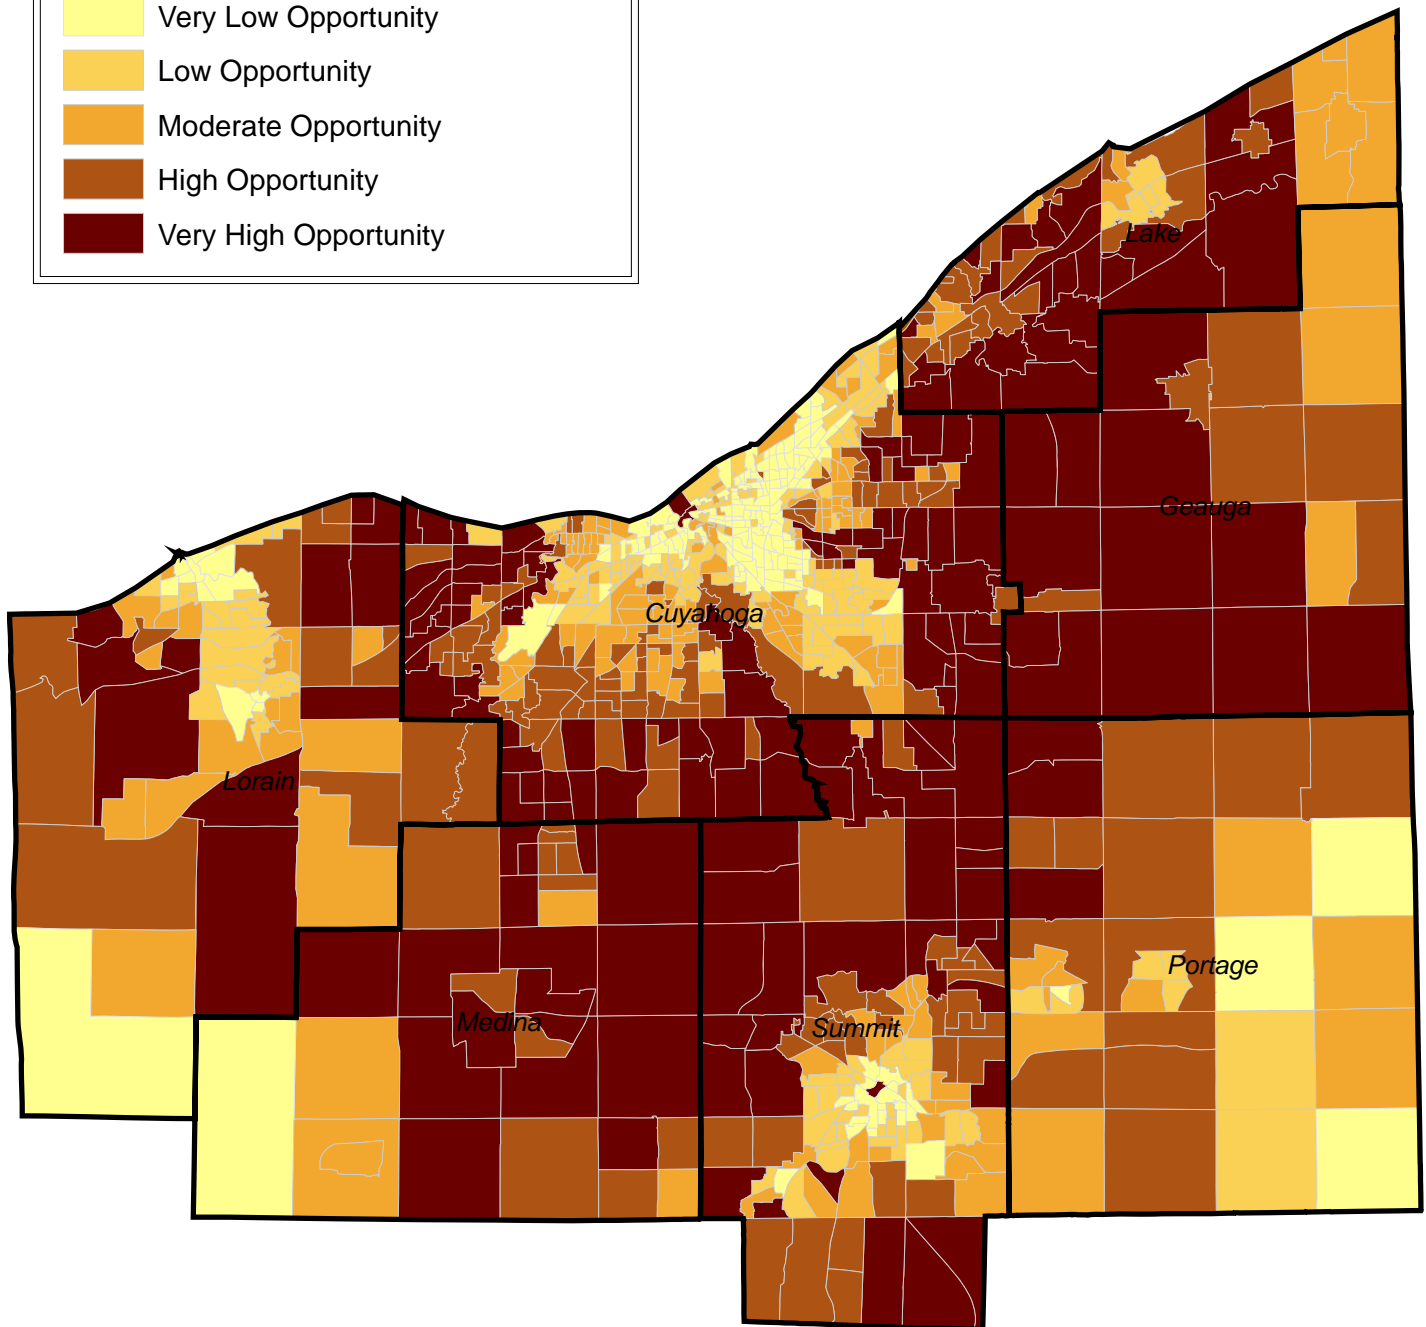 Very Low Opportunity
Low Opportunity
Moderate Opportunity
High Opportunity
Very High Opportunity
Lake
Geauga
Cuyahoga
Lorain
Portage
Medina
Summit